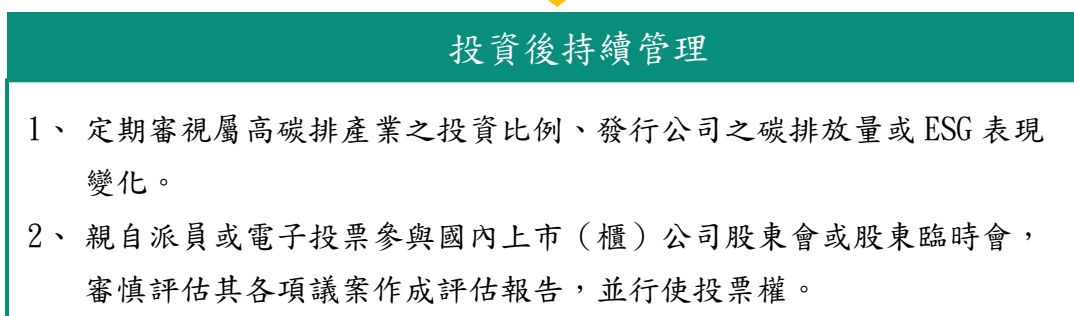 投資後持續管理
1、 定期審視屬高碳排產業之投資比例、發行公司之碳排放量或 ESG 表現
變化。
2、 親自派員或電子投票參與國內上市（櫃）公司股東會或股東臨時會，
審慎評估其各項議案作成評估報告，並行使投票權。